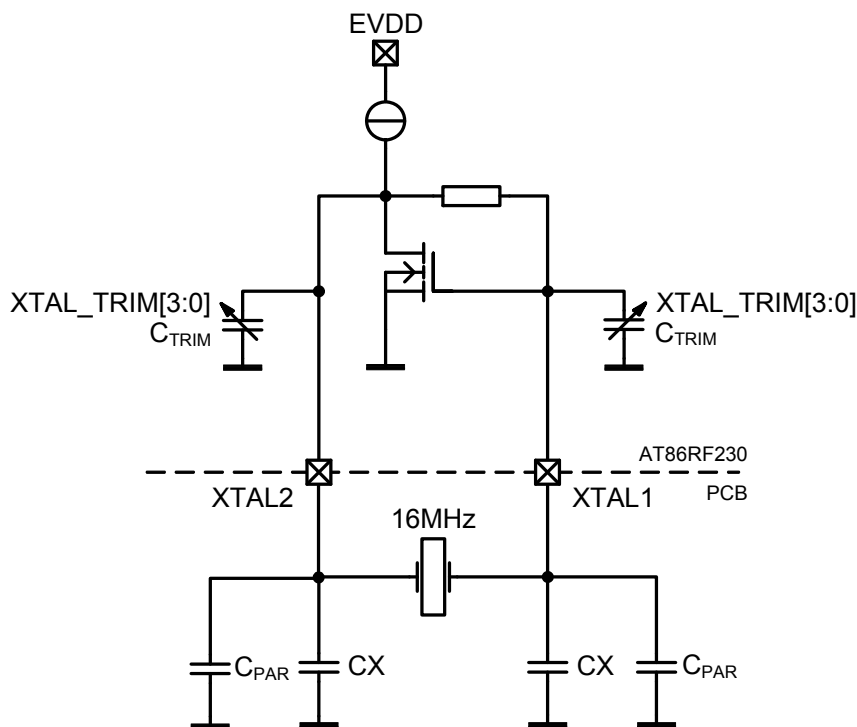 EVDD
XTAL_TRIM[3:0]
CTRIM
XTAL_TRIM[3:0]
CTRIM
AT86RF230
XTAL2
XTAL1
PCB
16MHz
CPAR
CX
CX
CPAR